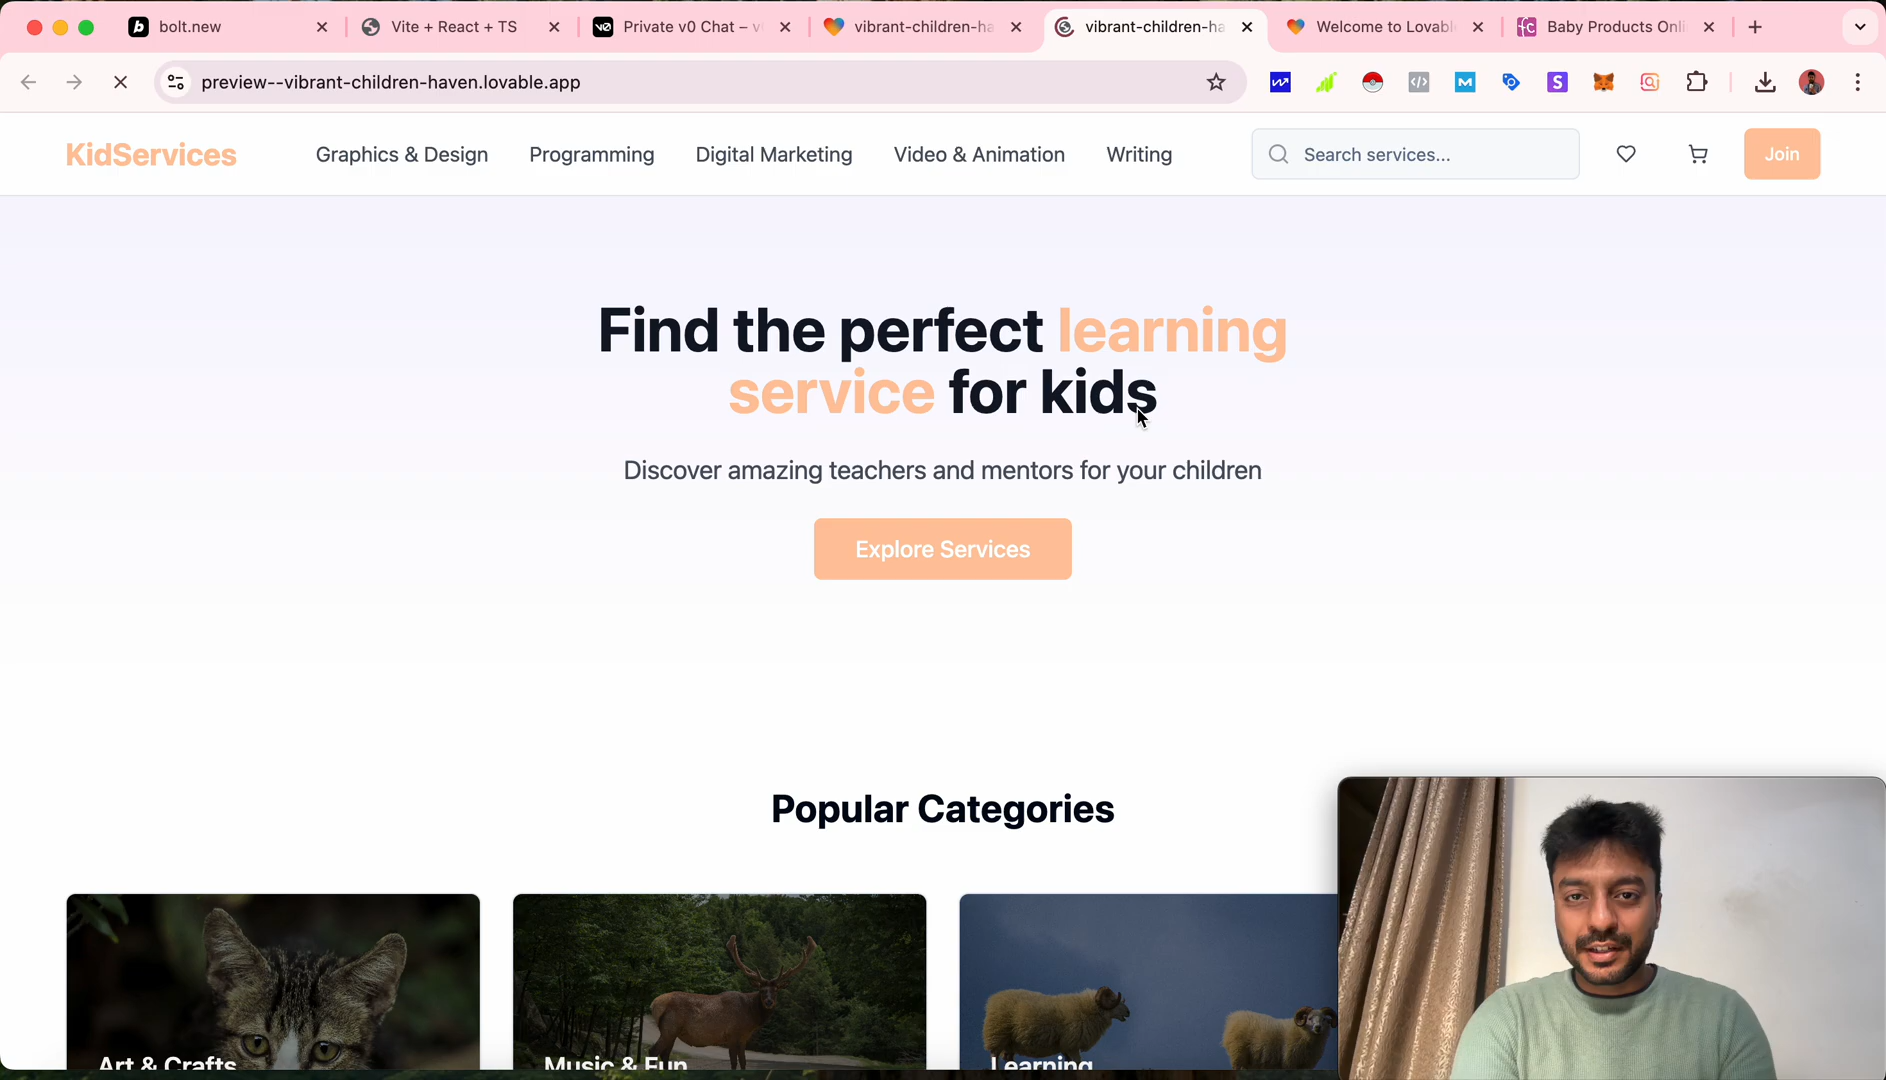 bolt.new
Vite + React + TS
Private v0 Chat –
vibrant-children-ha
vibrant-children-ha
Welcome to Lovabl
Baby Products Onli
preview--vibrant-children-haven.lovable.app
KidServices
Graphics & Design
Programming
Digital Marketing
Video & Animation
Writing
Search services...
Join
Find the perfect learning
service for kids
Discover amazing teachers and mentors for your children
Explore Services
Popular Categories
Art & Crafts
Music & Fun
Learning